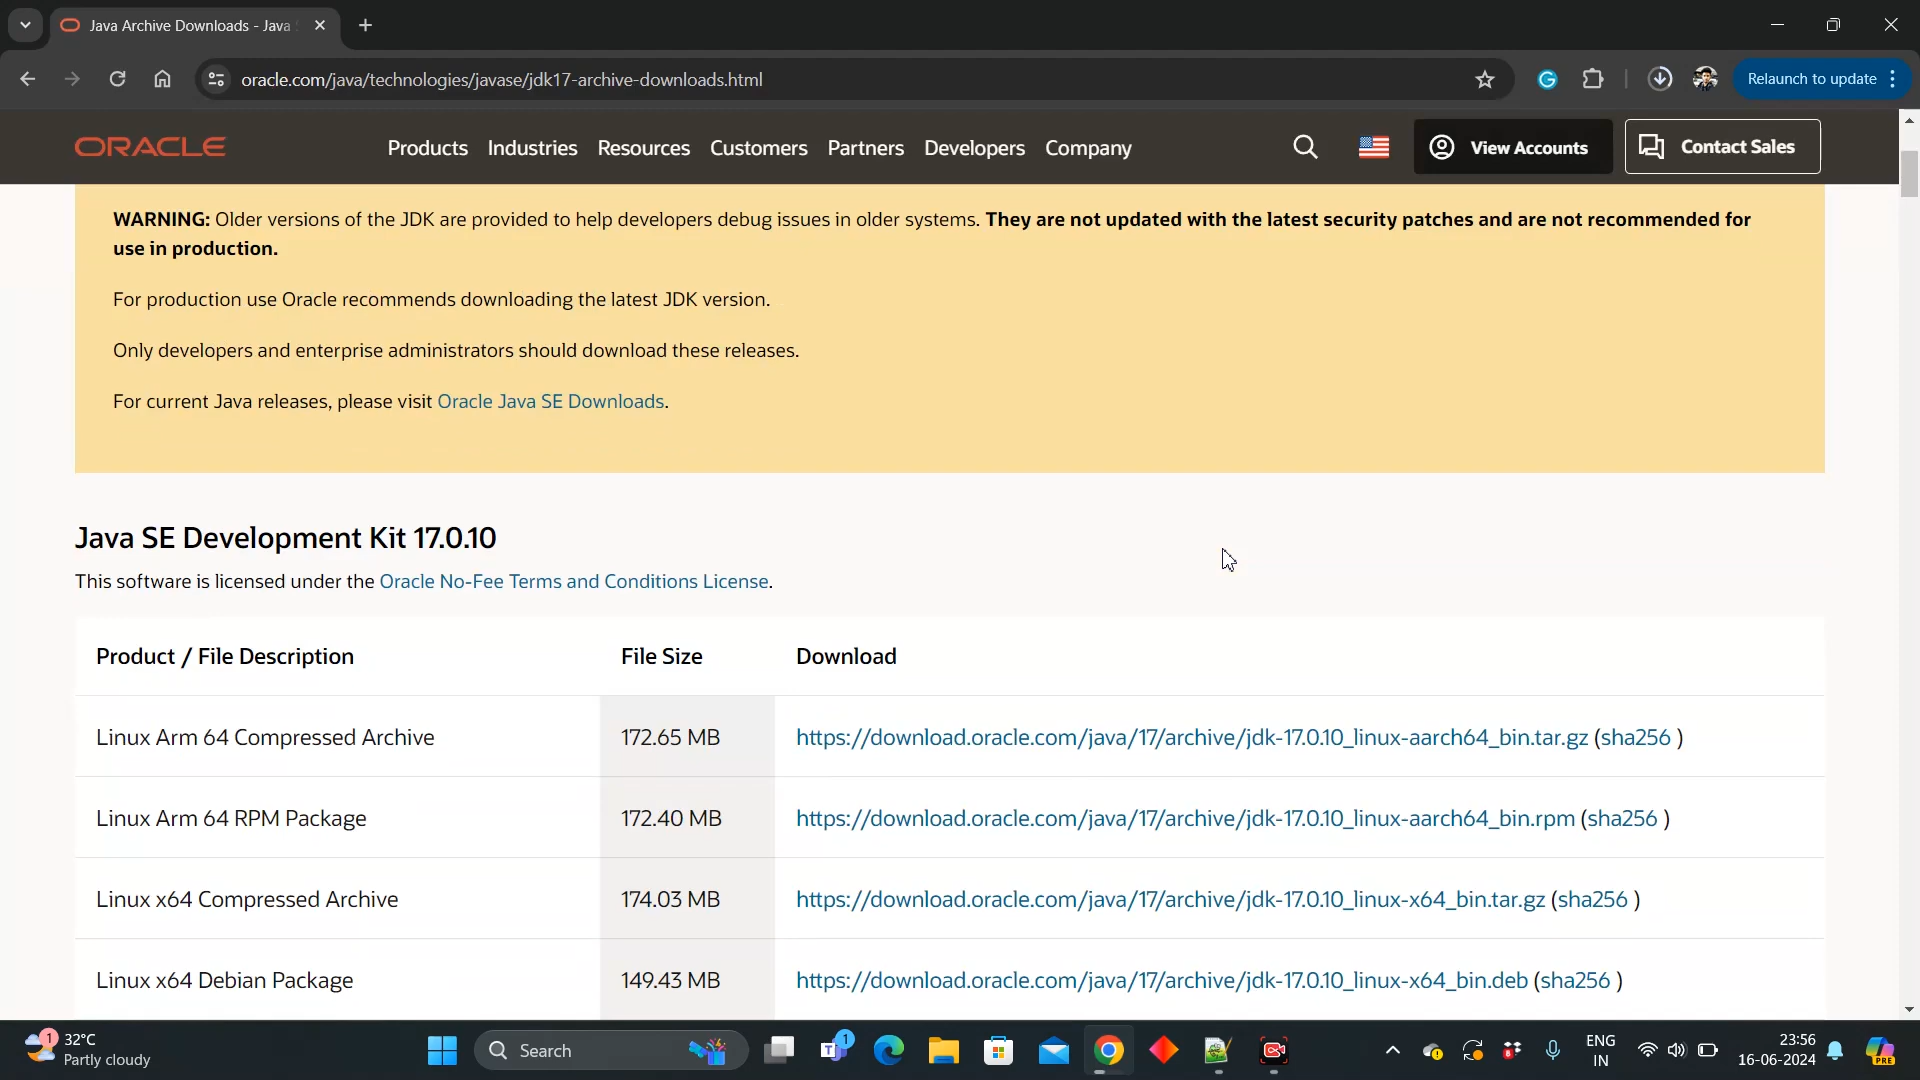 Java Archive Downloads - Java
oracle.com/java/technologies/javase/jdk17-archive-downloads.html
Relaunch to update
ORACLE
Products Industries Resources Customers Partners Developers Company
View Accounts
Contact Sales
WARNING: Older versions of the JDK are provided to help developers debug issues in older systems. They are not updated with the latest security patches and are not recommended for
use in production.
For production use Oracle recommends downloading the latest JDK version.
Only developers and enterprise administrators should download these releases.
For current Java releases, please visit Oracle Java SE Downloads.
Java SE Development Kit 17.0.10
This software is licensed under the Oracle No-Fee Terms and Conditions License.
Product / File Description File Size Download
Linux Arm 64 Compressed Archive 172.65 MB https://download.oracle.com/java/17/archive/jdk-17.0.10_linux-aarch64_bin.tar.gz (sha256 )
Linux Arm 64 RPM Package 172.40 MB https://download.oracle.com/java/17/archive/jdk-17.0.10_linux-aarch64_bin.rpm (sha256 )
Linux x64 Compressed Archive 174.03 MB https://download.oracle.com/java/17/archive/jdk-17.0.10_linux-x64_bin.tar.gz (sha256 )
Linux x64 Debian Package 149.43 MB https://download.oracle.com/java/17/archive/jdk-17.0.10_linux-x64_bin.deb (sha256 )
1
32°C
Partly cloudy
Search
1
8
ENG
IN
23:56
16-06-2024
PRE